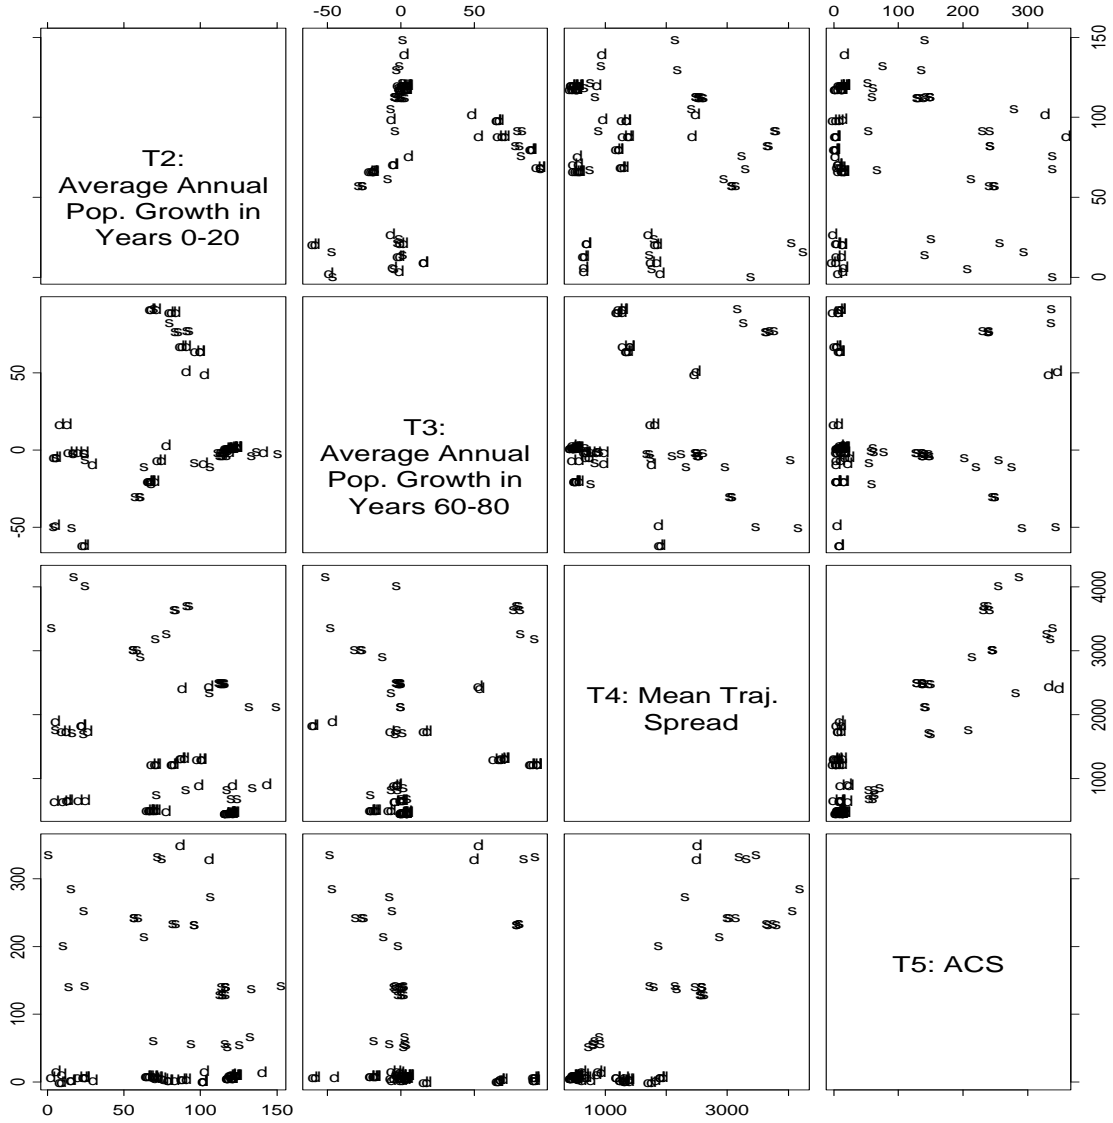 -50 0 50
0 100 200 300
T2:
Average Annual
Pop. Growth in
Years 0-20
0 50 100 150
-50 0 50
T3:
Average Annual
Pop. Growth in
Years 60-80
T4: Mean Traj.
Spread
1000 2000 3000 4000
0 100 200 300
T5: ACS
0 50 100 150
1000 3000